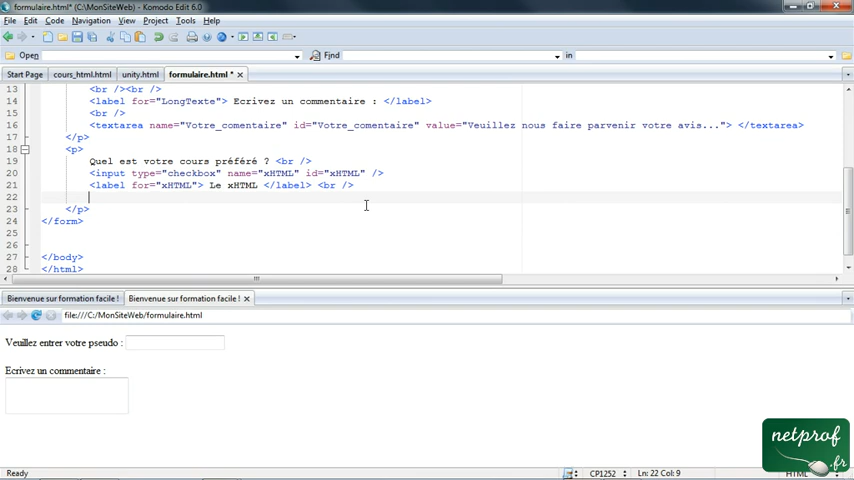 formulaire.html* (C:\MonSiteWeb) - Komodo Edit 6.0
File Edit Code Navigation View Project Tools Help
Open Find in
Start Page cours_html.html unity.html formulaire.html *
13 <br /><br />
14 <label for="LongTexte"> Ecrivez un commentaire : </label>
15 <br />
16 <textarea name="Votre_comentaire" id="Votre_comentaire" value="Veuillez nous faire parvenir votre avis..."> </textarea>
17 </p>
18 <p>
19 Quel est votre cours préféré ? <br />
20 <input type="checkbox" name="xHTML" id="xHTML" />
21 <label for="xHTML"> Le xHTML </label> <br />
22
23 </p>
24 </form>
25
26
27 </body>
28 </html>
Bienvenue sur formation facile ! Bienvenue sur formation facile !
file:///C:/MonSiteWeb/formulaire.html
Veuillez entrer votre pseudo :
Ecrivez un commentaire :
netprof
.fr
Ready CP1252 Ln: 22 Col: 9 HTML